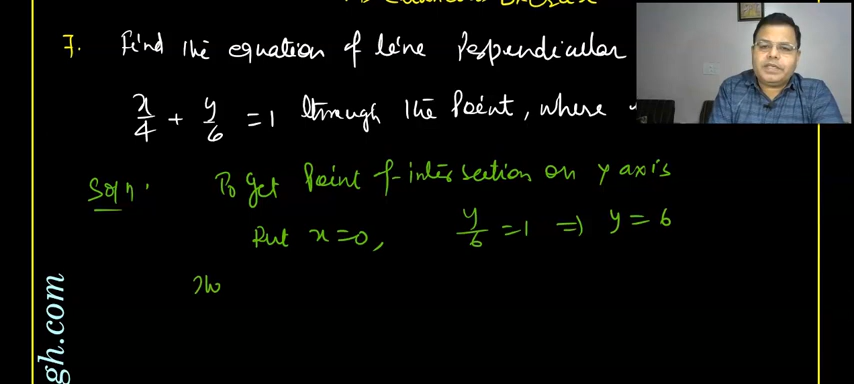 7. Find the equation of line Perpendicular
x/4 + y/6 = 1 through the Point, where
Soln. To get Point of intersection on y axis
Put x=0, y/6 = 1 ⇒ y = 6
gh.com